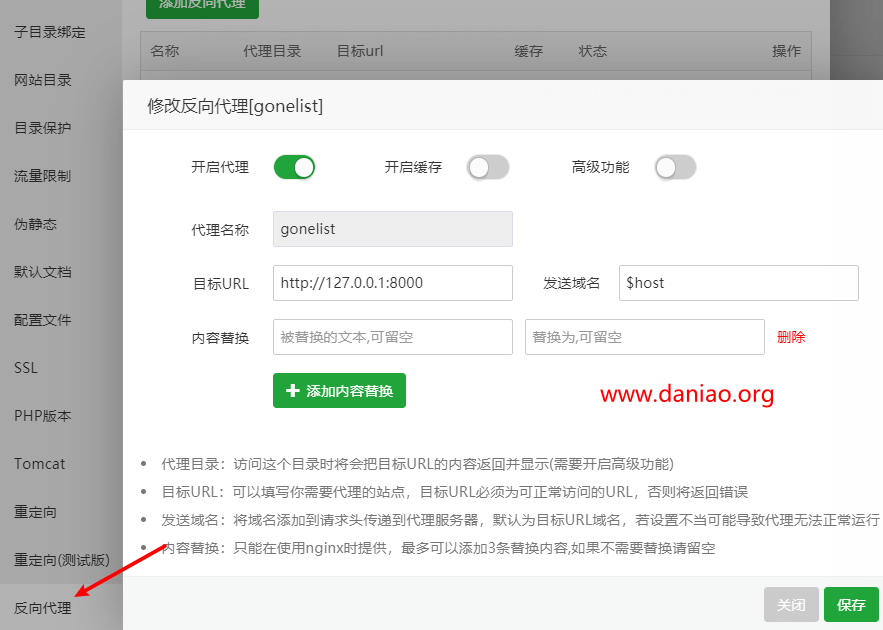 添加反向代理
子目录绑定
网站目录
目录保护
流量限制
伪静态
默认文档
配置文件
SSL
PHP版本
Tomcat
重定向
重定向(测试版)
反向代理
名称 代理目录 目标url 缓存 状态 操作
修改反向代理[gonelist]
开启代理 开启缓存 高级功能
代理名称 gonelist
目标URL http://127.0.0.1:8000 发送域名 $host
内容替换 被替换的文本,可留空 替换为,可留空 删除
添加内容替换
www.daniao.org
代理目录：访问这个目录时将会把目标URL的内容返回并显示(需要开启高级功能)
目标URL：可以填写你需要代理的站点，目标URL必须为可正常访问的URL，否则将返回错误
发送域名：将域名添加到请求头传递到代理服务器，默认为目标URL域名，若设置不当可能导致代理无法正常运行
内容替换：只能在使用nginx时提供，最多可以添加3条替换内容,如果不需要替换请留空
关闭 保存